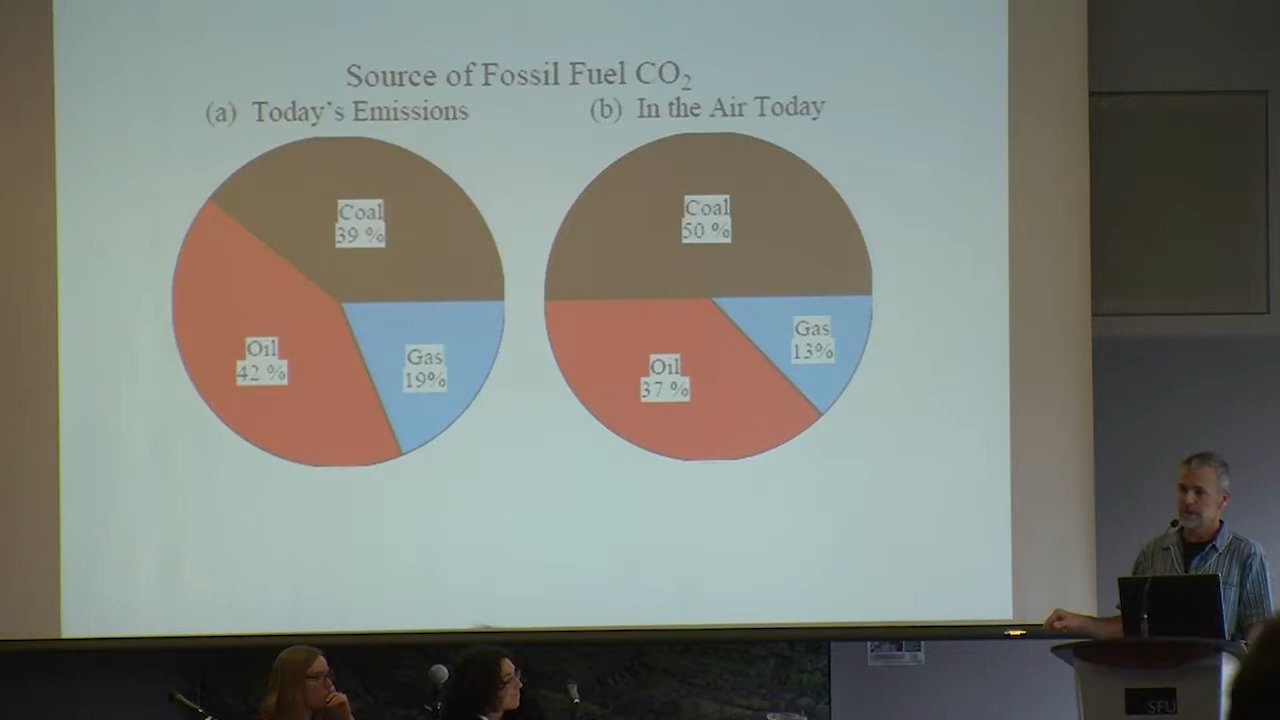 Source of Fossil Fuel CO₂
(a) Today's Emissions
(b) In the Air Today
Coal
39 %
Oil
42 %
Gas
19%
Coal
50 %
Oil
37 %
Gas
13%
SFU